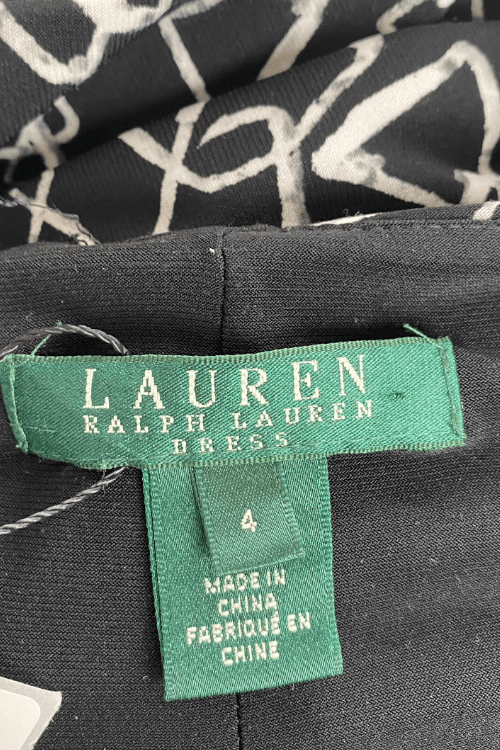 LAUREN
RALPH LAUREN
DRESS
4
MADE IN
CHINA
FABRIQUÉ EN
CHINE